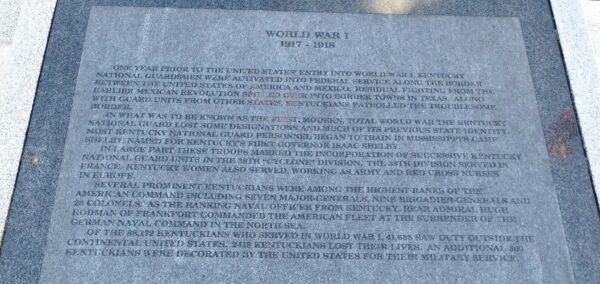 WORLD WAR I
1917 - 1918
ONE YEAR PRIOR TO THE UNITED STATES' ENTRY INTO WORLD WAR I, KENTUCKY
NATIONAL GUARDSMEN WERE ACTIVATED INTO FEDERAL SERVICE ALONG THE BORDER
BETWEEN THE UNITED STATES OF AMERICA AND MEXICO. RESIDUAL FIGHTING FROM THE
EARLIER MEXICAN REVOLUTION SPILLED OVER INTO BORDER TOWNS IN TEXAS. ALONG
WITH GUARD UNITS FROM OTHER STATES, KENTUCKIANS PATROLLED THE TROUBLESOME
BORDER.
IN WHAT WAS TO BE KNOWN AS THE FIRST, MODERN, TOTAL WORLD WAR THE KENTUCKY
NATIONAL GUARD LOST SOME DESIGNATIONS AND MUCH OF ITS PREVIOUS STATE IDENTITY.
MOST KENTUCKY NATIONAL GUARD PERSONNEL BEGAN TO TRAIN IN MISSISSIPPI'S CAMP
SHELBY, NAMED FOR KENTUCKY'S FIRST GOVERNOR ISAAC SHELBY.
IN LARGE PART THESE TROOPS MARKED THE INCORPORATION OF SUCCESSIVE KENTUCKY
NATIONAL GUARD UNITS IN THE 38TH "CYCLONE" DIVISION. THE 38TH DIVISION SERVED IN
FRANCE. KENTUCKY WOMEN ALSO SERVED, WORKING AS ARMY AND RED CROSS NURSES
IN EUROPE.
SEVERAL PROMINENT KENTUCKIANS WERE AMONG THE HIGHEST RANKS OF THE
AMERICAN COMMAND INCLUDING SEVEN MAJOR-GENERALS, NINE BRIGADIER-GENERALS AND
23 COLONELS. AS THE RANKING NAVAL OFFICER FROM KENTUCKY, REAR ADMIRAL HUGH
RODMAN OF FRANKFORT COMMANDED THE AMERICAN FLEET AT THE SURRENDER OF THE
GERMAN NAVAL COMMAND IN THE NORTH SEA.
OF THE 88,172 KENTUCKIANS WHO SERVED IN WORLD WAR I, 41,655 SAW DUTY OUTSIDE THE
CONTINENTAL UNITED STATES, 2418 KENTUCKIANS LOST THEIR LIVES. AN ADDITIONAL
KENTUCKIANS WERE DECORATED BY THE UNITED STATES FOR THEIR MILITARY SERVICE.